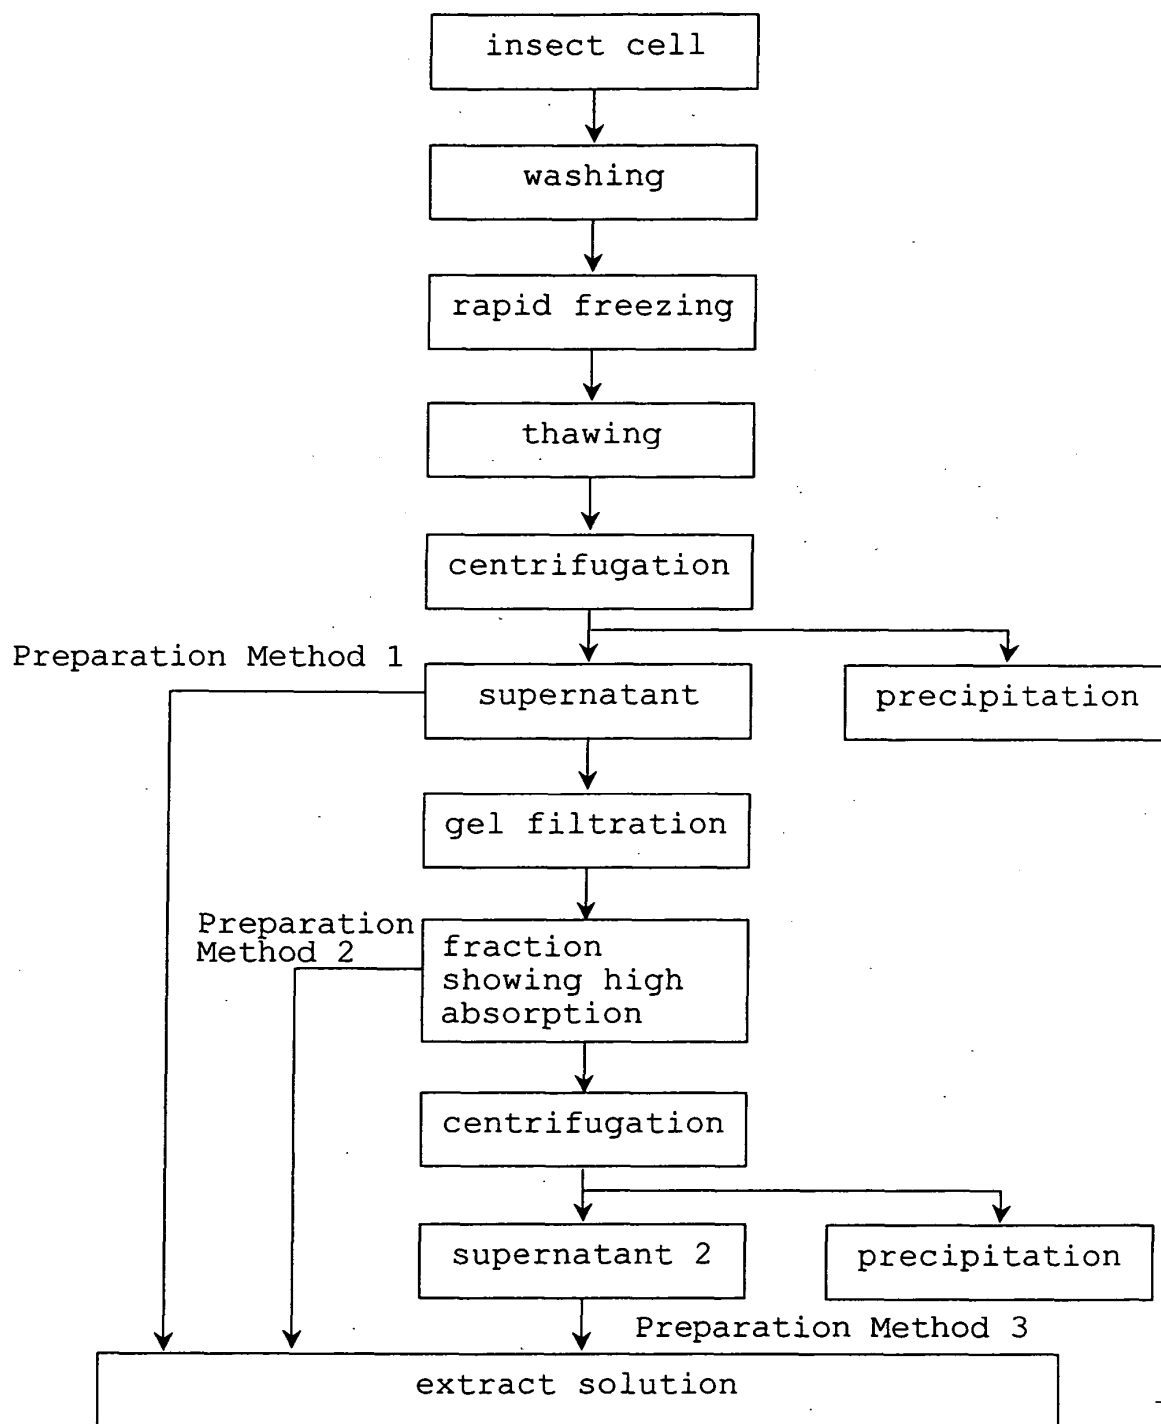 insect cell
washing
rapid freezing
thawing
centrifugation
Preparation Method 1
supernatant
precipitation
gel filtration
Preparation
Method 2
fraction
showing high
absorption
centrifugation
supernatant 2
precipitation
Preparation Method 3
extract solution